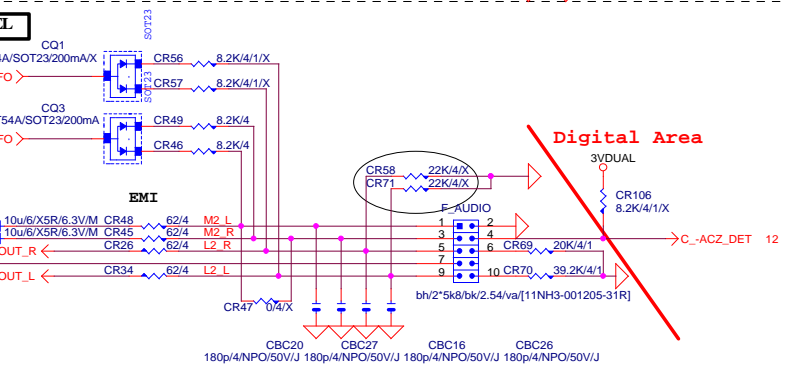 CL
SOT23
CQ1
A/SOT23/200mA/X
CR56
8.2K/4/1/X
FO
CR57
8.2K/4/1/X
SOT23
CQ3
54A/SOT23/200mA
CR49
8.2K/4
FO
CR46
8.2K/4
Digital Area
3VDUAL
CR58
22K/4/X
CR71
22K/4/X
CR106
8.2K/4/1/X
EMI
F_AUDIO
10u/6/X5R/6.3V/M
CR48
62/4
M2_L
1
2
10u/6/X5R/6.3V/M
CR45
62/4
M2_R
3
4
C_-ACZ_DET
12
OUT_R
CR26
62/4
L2_R
5
6
CR69
20K/4/1
7
OUT_L
CR34
62/4
L2_L
9
10
CR70
39.2K/4/1
bh/2*5k8/bk/2.54/va/[11NH3-001205-31R]
CR47
0/4/X
CBC20
CBC27
CBC16
CBC26
180p/4/NPO/50V/J
180p/4/NPO/50V/J
180p/4/NPO/50V/J
180p/4/NPO/50V/J